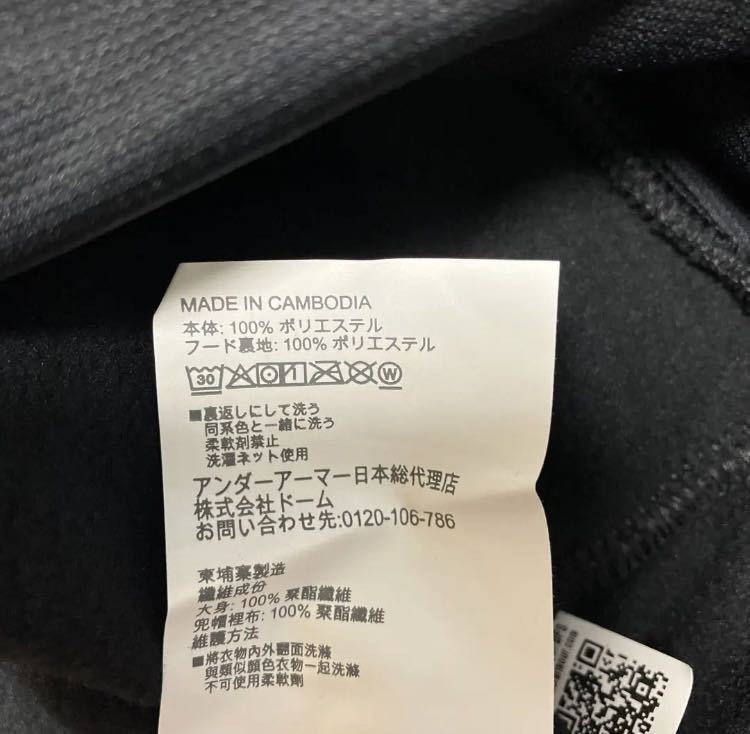 MADE IN CAMBODIA
本体: 100% ポリエステル
フード裏地: 100% ポリエステル
30 W
■裏返しにして洗う
同系色と一緒に洗う
柔軟剤禁止
洗濯ネット使用
アンダーアーマー日本総代理店
株式会社ドーム
お問い合わせ先:0120-106-786
柬埔寨製造
纖維成份
大身: 100% 聚酯纖維
兜帽裡布: 100% 聚酯纖維
維護方法
■將衣物內外翻面洗滌
與類似顏色衣物一起洗滌
不可使用柔軟劑